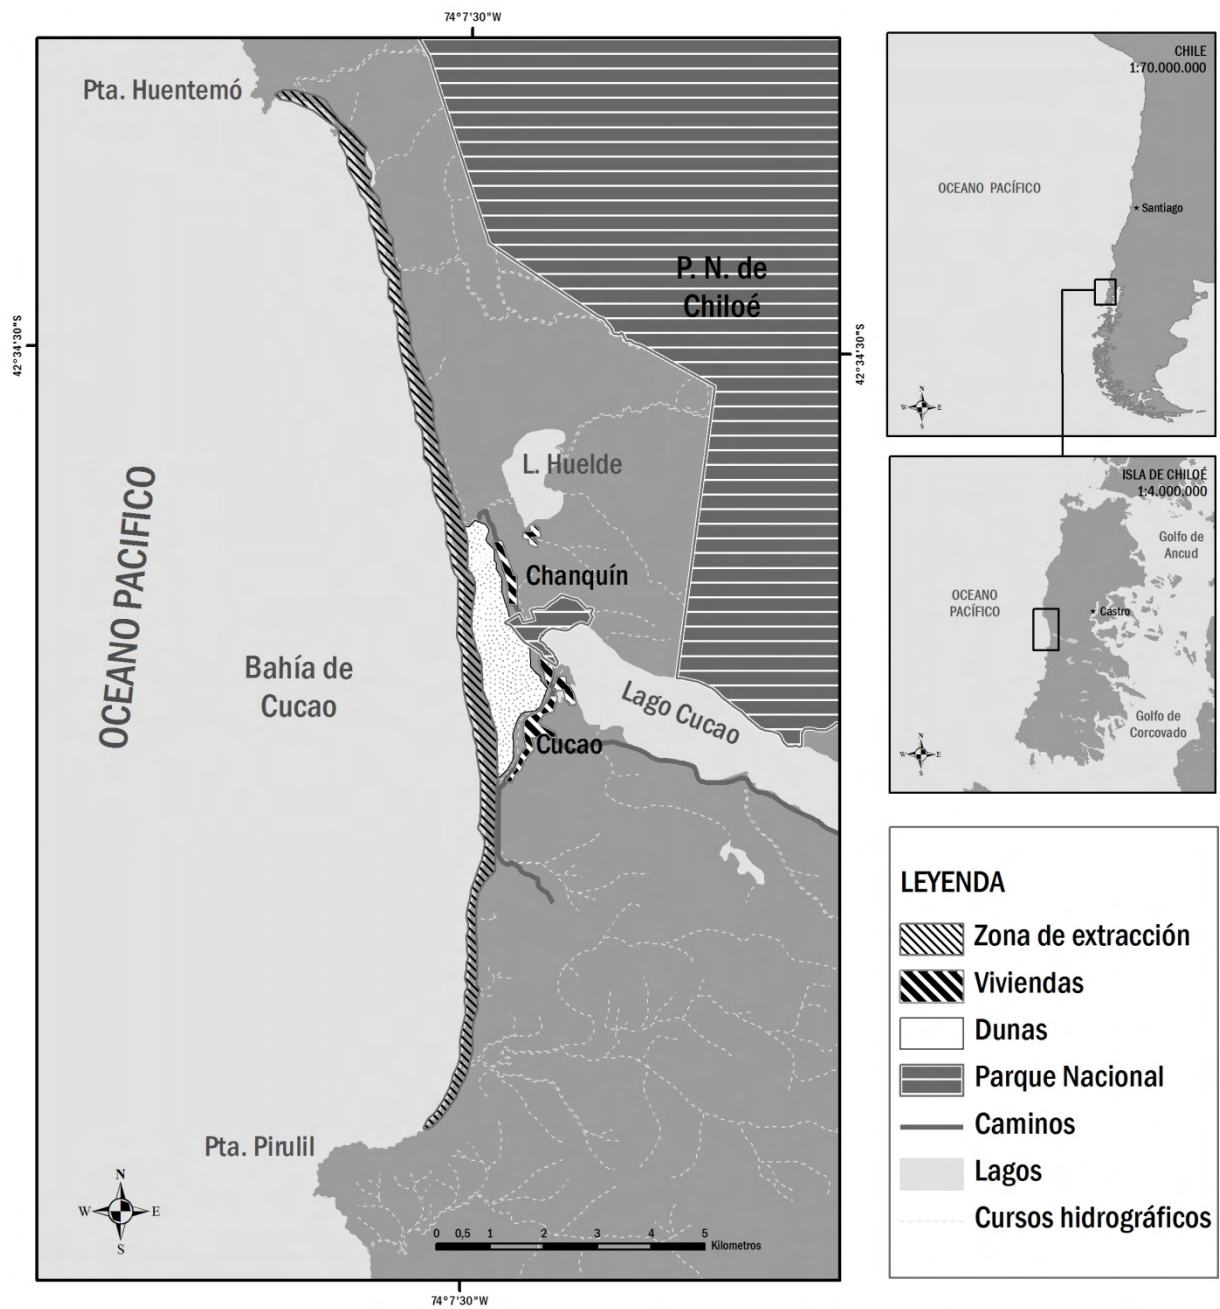 74°7'30"W
Pta. Huentemó
P. N. de
Chiloé
42°34'30"S
42°34'30"S
L. Huelde
OCEANO PACIFICO
Chanquín
Bahía de
Cucao
Lago Cucao
Cucao
Pta. Pirulil
N
W E
S
0 0,5 1 2 3 4 5
Kilometros
74°7'30"W
CHILE
1:70.000.000
OCEANO PACÍFICO
Santiago
N
W E
S
ISLA DE CHILOÉ
1:4.000.000
Golfo de
Ancud
OCEANO
PACÍFICO
Castro
Golfo de
Corcovado
N
W E
S
LEYENDA
Zona de extracción
Viviendas
Dunas
Parque Nacional
Caminos
Lagos
Cursos hidrográficos